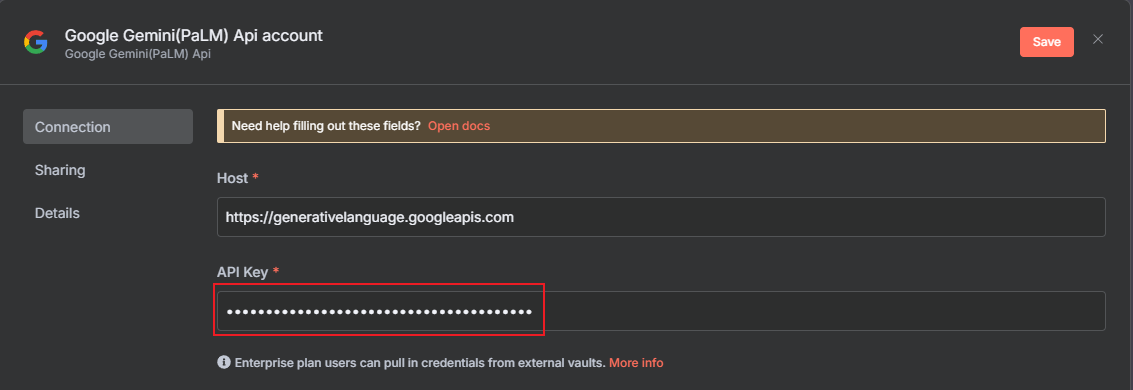 Google Gemini(PaLM) Api account
Google Gemini(PaLM) Api
Save
Connection
Sharing
Details
Need help filling out these fields? Open docs
Host *
https://generativelanguage.googleapis.com
API Key *
•••••••••••••••••••••••••••••••••••••••
Enterprise plan users can pull in credentials from external vaults. More info